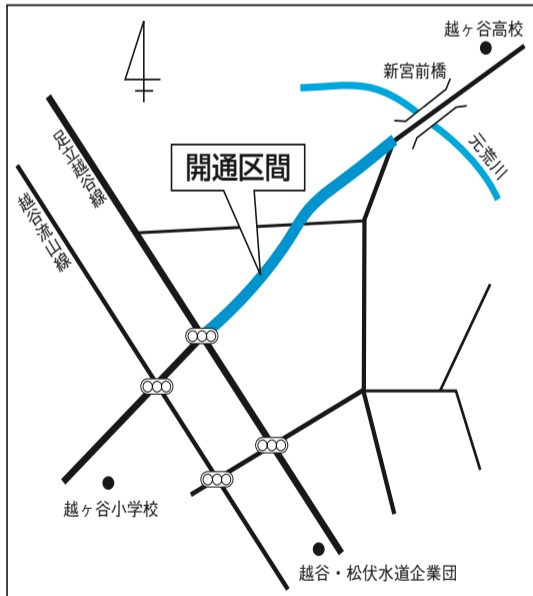 越ヶ谷高校
新宮前橋
元荒川
足立越谷線
開通区間
越谷流山線
越ヶ谷小学校
越谷・松伏水道企業団